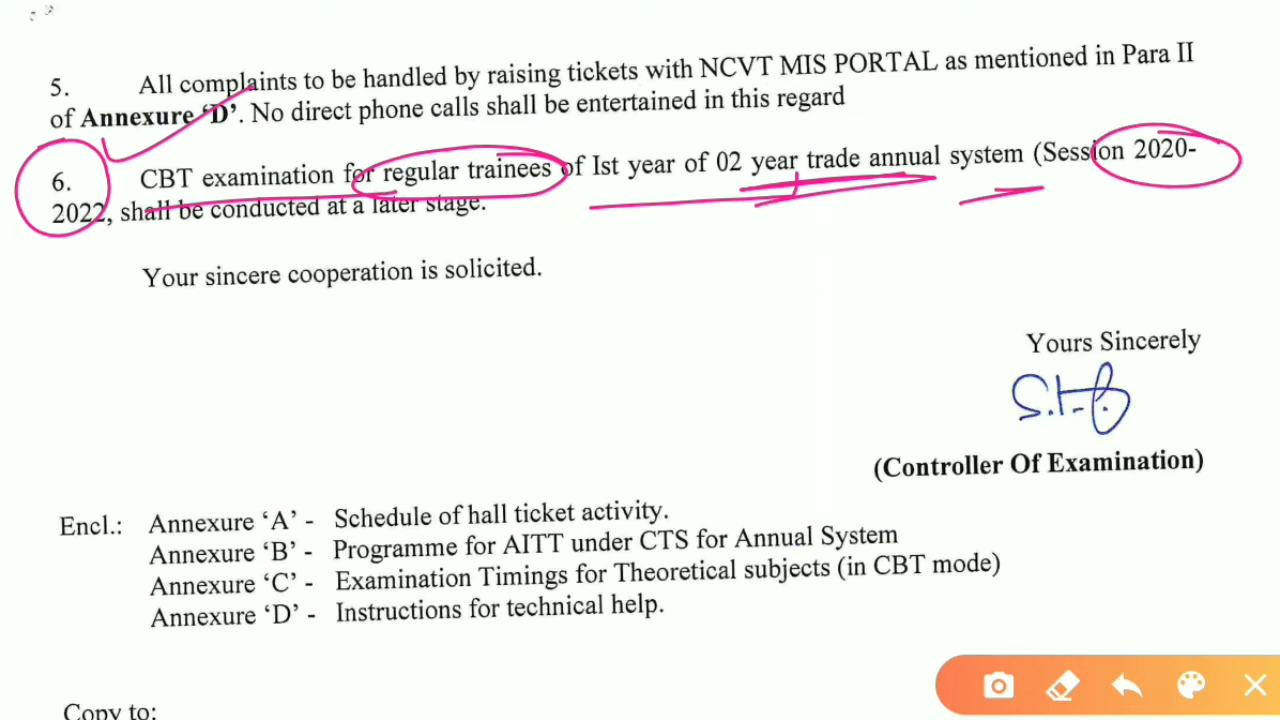 5. All complaints to be handled by raising tickets with NCVT MIS PORTAL as mentioned in Para II
of Annexure ‘D’. No direct phone calls shall be entertained in this regard
6. CBT examination for regular trainees of Ist year of 02 year trade annual system (Session 2020-
2022, shall be conducted at a later stage.
Your sincere cooperation is solicited.
Yours Sincerely
(Controller Of Examination)
Encl.: Annexure ‘A’ - Schedule of hall ticket activity.
Annexure ‘B’ - Programme for AITT under CTS for Annual System
Annexure ‘C’ - Examination Timings for Theoretical subjects (in CBT mode)
Annexure ‘D’ - Instructions for technical help.
Copy to: